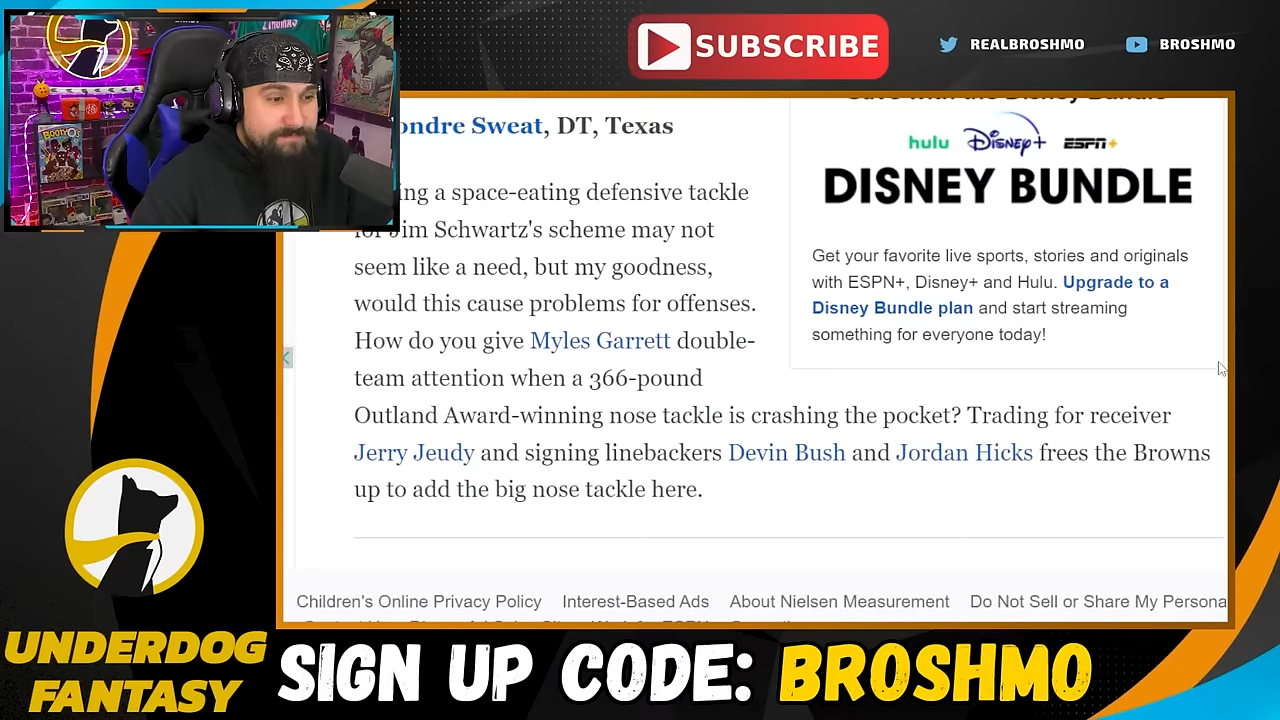 SUBSCRIBE
REALBROSHMO
BROSHMO
ondre Sweat, DT, Texas
ing a space-eating defensive tackle
for Jim Schwartz's scheme may not
seem like a need, but my goodness,
would this cause problems for offenses.
How do you give Myles Garrett double-
team attention when a 366-pound
Outland Award-winning nose tackle is crashing the pocket? Trading for receiver
Jerry Jeudy and signing linebackers Devin Bush and Jordan Hicks frees the Browns
up to add the big nose tackle here.
hulu Disney+ ESPN+
DISNEY BUNDLE
Get your favorite live sports, stories and originals
with ESPN+, Disney+ and Hulu. Upgrade to a
Disney Bundle plan and start streaming
something for everyone today!
Children's Online Privacy Policy Interest-Based Ads About Nielsen Measurement Do Not Sell or Share My Persona
UNDERDOG
FANTASY
SIGN UP CODE: BROSHMO